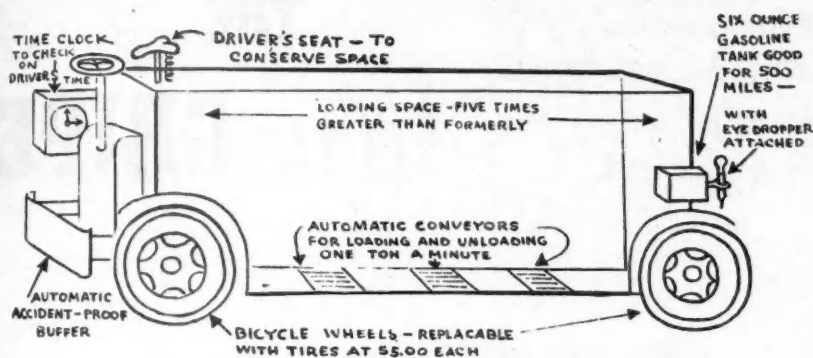 TIME CLOCK
TO CHECK
ON
DRIVERS TIME
DRIVER'S SEAT – TO
CONSERVE SPACE
SIX OUNCE
GASOLINE
TANK GOOD
FOR 500
MILES —
WITH
EYE DROPPER
ATTACHED
LOADING SPACE – FIVE TIMES
GREATER THAN FORMERLY
AUTOMATIC CONVEYORS
FOR LOADING AND UNLOADING
ONE TON A MINUTE
AUTOMATIC
ACCIDENT-PROOF
BUFFER
BICYCLE WHEELS – REPLACABLE
WITH TIRES AT $5.00 EACH